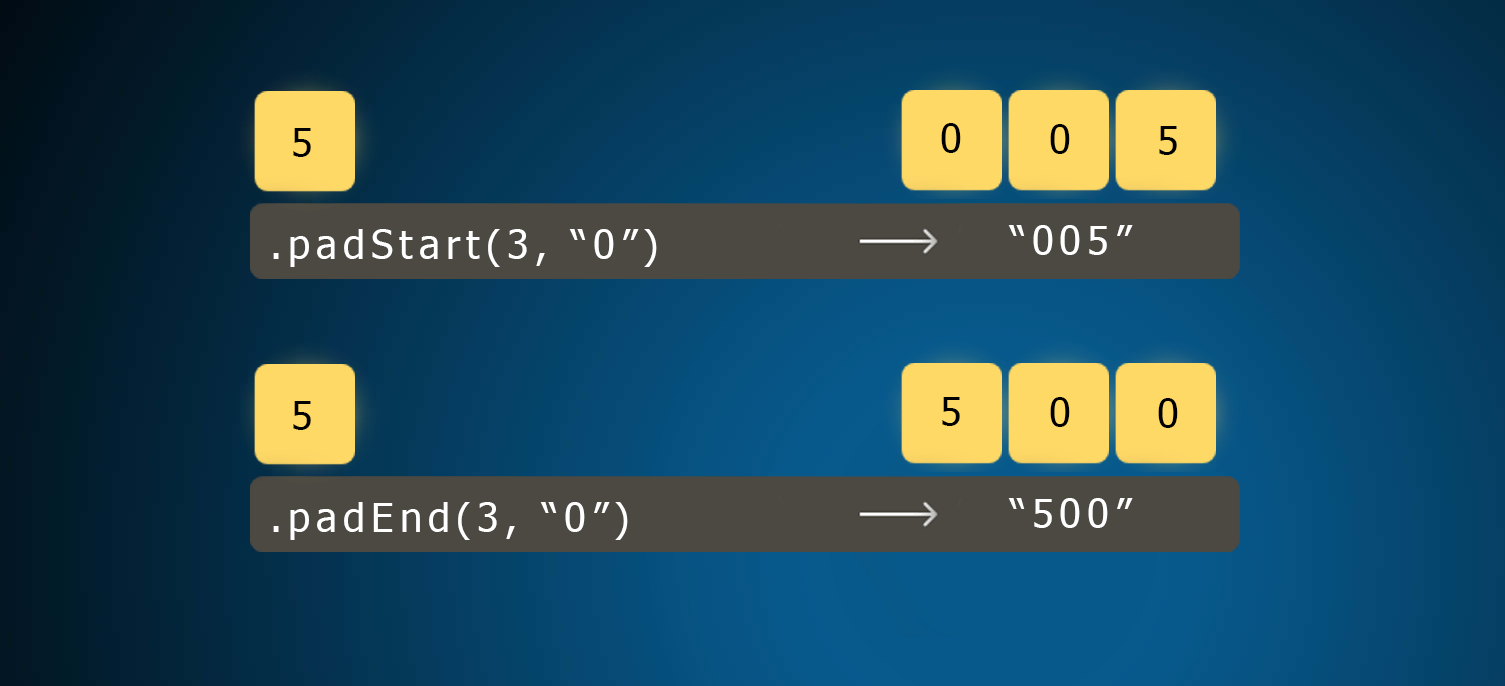 5 0 0 5
.padStart(3, “0”) → “005”
5 5 0 0
.padEnd(3, “0”) → “500”